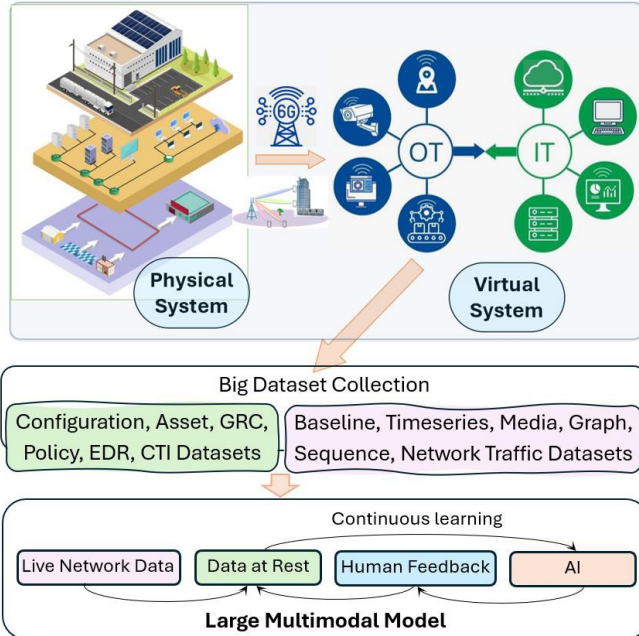 6G
OT
IT
Physical
System
Virtual
System
Big Dataset Collection
Configuration, Asset, GRC,
Policy, EDR, CTI Datasets
Baseline, Timeseries, Media, Graph,
Sequence, Network Traffic Datasets
Continuous learning
Live Network Data
Data at Rest
Human Feedback
AI
Large Multimodal Model